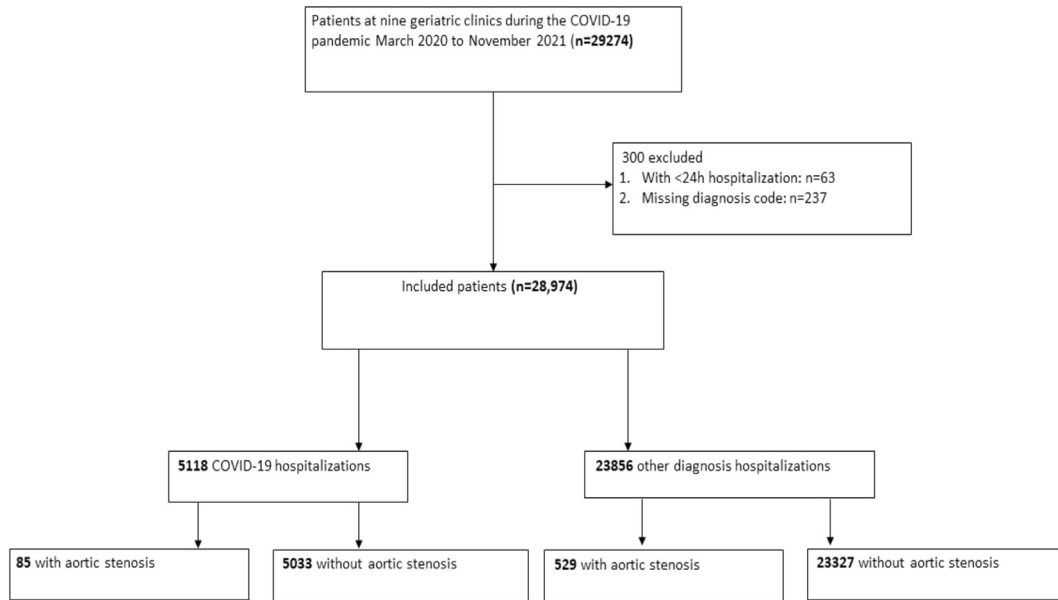 Patients at nine geriatric clinics during the COVID-19
pandemic March 2020 to November 2021 (n=29274)
300 excluded
1. With <24h hospitalization: n=63
2. Missing diagnosis code: n=237
Included patients (n=28,974)
5118 COVID-19 hospitalizations
23856 other diagnosis hospitalizations
85 with aortic stenosis
5033 without aortic stenosis
529 with aortic stenosis
23327 without aortic stenosis